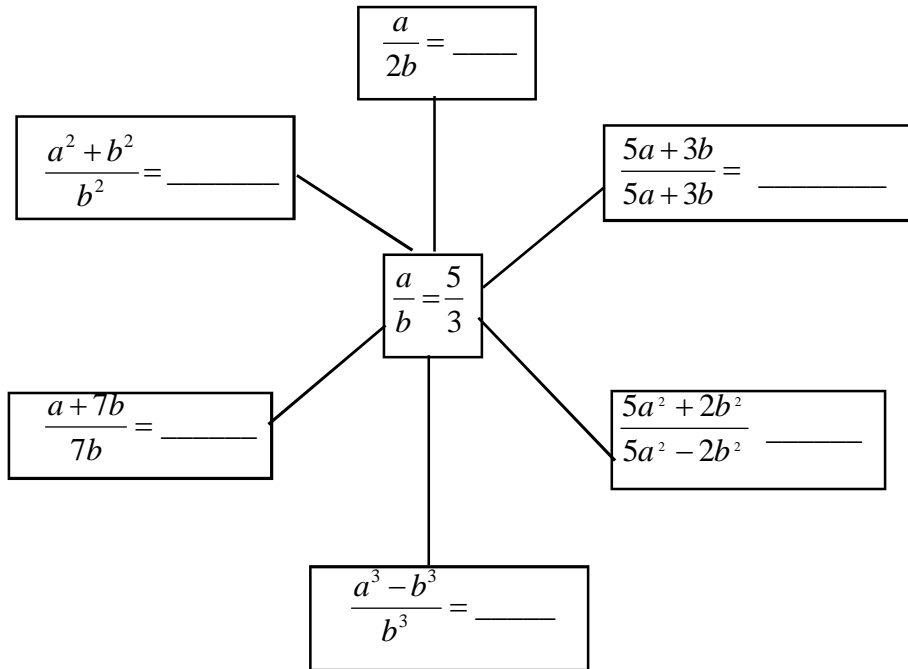 a/2b = ____
(a² + b²)/b² = _______
(5a + 3b)/(5a + 3b) = ________
a/b = 5/3
(a + 7b)/7b = ______
(5a² + 2b²)/(5a² − 2b²) ______
(a³ − b³)/b³ = _____